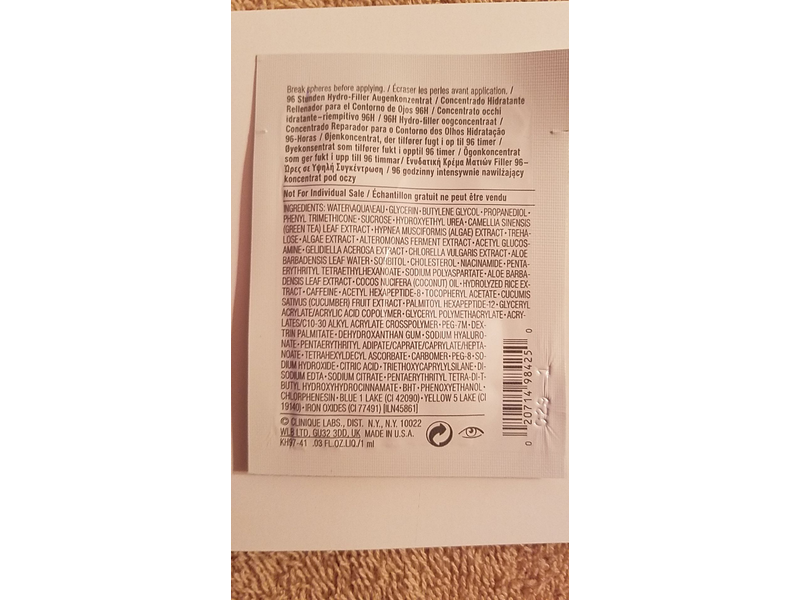 Break spheres before applying. / Écraser les perles avant application. /
96 Stunden Hydro-Filler Augenkonzentrat / Concentrado Hidratante
Rellenador para el Contorno de Ojos 96H / Concentrato occhi
idratante-riempitivo 96H / 96H Hydro-filler oogconcentraat /
Concentrado Reparador para o Contorno dos Olhos Hidratação
96-Horas / Øjenkoncentrat, der tilfører fugt i op til 96 timer /
Øyekonsentrat som tilfører fukt i opptil 96 timer / Ögonkoncentrat
som ger fukt i upp till 96 timmar/ Ενυδατική Κρέμα Ματιών Filler 96-
Ώρες σε Υψηλή Συγκέντρωση / 96 godzinny intensywnie nawilżający
koncentrat pod oczy
Not For Individual Sale / Échantillon gratuit ne peut être vendu
INGREDIENTS: WATER\AQUA\EAU • GLYCERIN • BUTYLENE GLYCOL • PROPANEDIOL •
PHENYL TRIMETHICONE • SUCROSE • HYDROXYETHYL UREA • CAMELLIA SINENSIS
(GREEN TEA) LEAF EXTRACT • HYPNEA MUSCIFORMIS (ALGAE) EXTRACT • TREHA-
LOSE • ALGAE EXTRACT • ALTEROMONAS FERMENT EXTRACT • ACETYL GLUCOS-
AMINE • GELIDIELLA ACEROSA EXTRACT • CHLORELLA VULGARIS EXTRACT • ALOE
BARBADENSIS LEAF WATER • SORBITOL • CHOLESTEROL • NIACINAMIDE • PENTA-
ERYTHRITYL TETRAETHYLHEXANOATE • SODIUM POLYASPARTATE • ALOE BARBA-
DENSIS LEAF EXTRACT • COCOS NUCIFERA (COCONUT) OIL • HYDROLYZED RICE EX-
TRACT • CAFFEINE • ACETYL HEXAPEPTIDE-8 • TOCOPHERYL ACETATE • CUCUMIS
SATIVUS (CUCUMBER) FRUIT EXTRACT • PALMITOYL HEXAPEPTIDE-12 • GLYCERYL
ACRYLATE/ACRYLIC ACID COPOLYMER • GLYCERYL POLYMETHACRYLATE • ACRY-
LATES/C10-30 ALKYL ACRYLATE CROSSPOLYMER • PEG-7M • DEX-
TRIN PALMITATE • DEHYDROXANTHAN GUM • SODIUM HYALURO-
NATE • PENTAERYTHRITYL ADIPATE/CAPRATE/CAPRYLATE/HEPTA-
NOATE • TETRAHEXYLDECYL ASCORBATE • CARBOMER • PEG-8 • SO-
DIUM HYDROXIDE • CITRIC ACID • TRIETHOXYCAPRYLYLSILANE • DI-
SODIUM EDTA • SODIUM CITRATE • PENTAERYTHRITYL TETRA-DI-T-
BUTYL HYDROXYHYDROCINNAMATE • BHT • PHENOXYETHANOL •
CHLORPHENESIN • BLUE 1 LAKE (CI 42090) • YELLOW 5 LAKE (CI
19140) • IRON OXIDES (CI 77491) [ILN45861]
© CLINIQUE LABS., DIST. N.Y., N.Y. 10022
WLB LTD, GU32 3DD, UK MADE IN U.S.A.
KH97-41 .03 FL.OZ.LIQ./1 ml
0 20714 98425 0